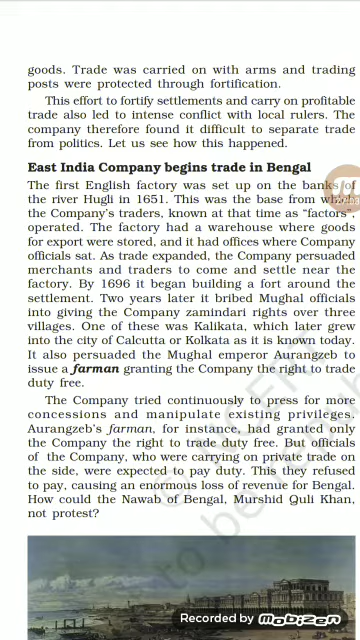 goods. Trade was carried on with arms and trading
posts were protected through fortification.
This effort to fortify settlements and carry on profitable
trade also led to intense conflict with local rulers. The
company therefore found it difficult to separate trade
from politics. Let us see how this happened.
East India Company begins trade in Bengal
The first English factory was set up on the banks of
the river Hugli in 1651. This was the base from which
the Company's traders, known at that time as "factors",
operated. The factory had a warehouse where goods
for export were stored, and it had offices where Company
officials sat. As trade expanded, the Company persuaded
merchants and traders to come and settle near the
factory. By 1696 it began building a fort around the
settlement. Two years later it bribed Mughal officials
into giving the Company zamindari rights over three
villages. One of these was Kalikata, which later grew
into the city of Calcutta or Kolkata as it is known today.
It also persuaded the Mughal emperor Aurangzeb to
issue a farman granting the Company the right to trade
duty free.
The Company tried continuously to press for more
concessions and manipulate existing privileges.
Aurangzeb's farman, for instance, had granted only
the Company the right to trade duty free. But officials
of the Company, who were carrying on private trade on
the side, were expected to pay duty. This they refused
to pay, causing an enormous loss of revenue for Bengal.
How could the Nawab of Bengal, Murshid Quli Khan,
not protest?
Recorded by mobizen